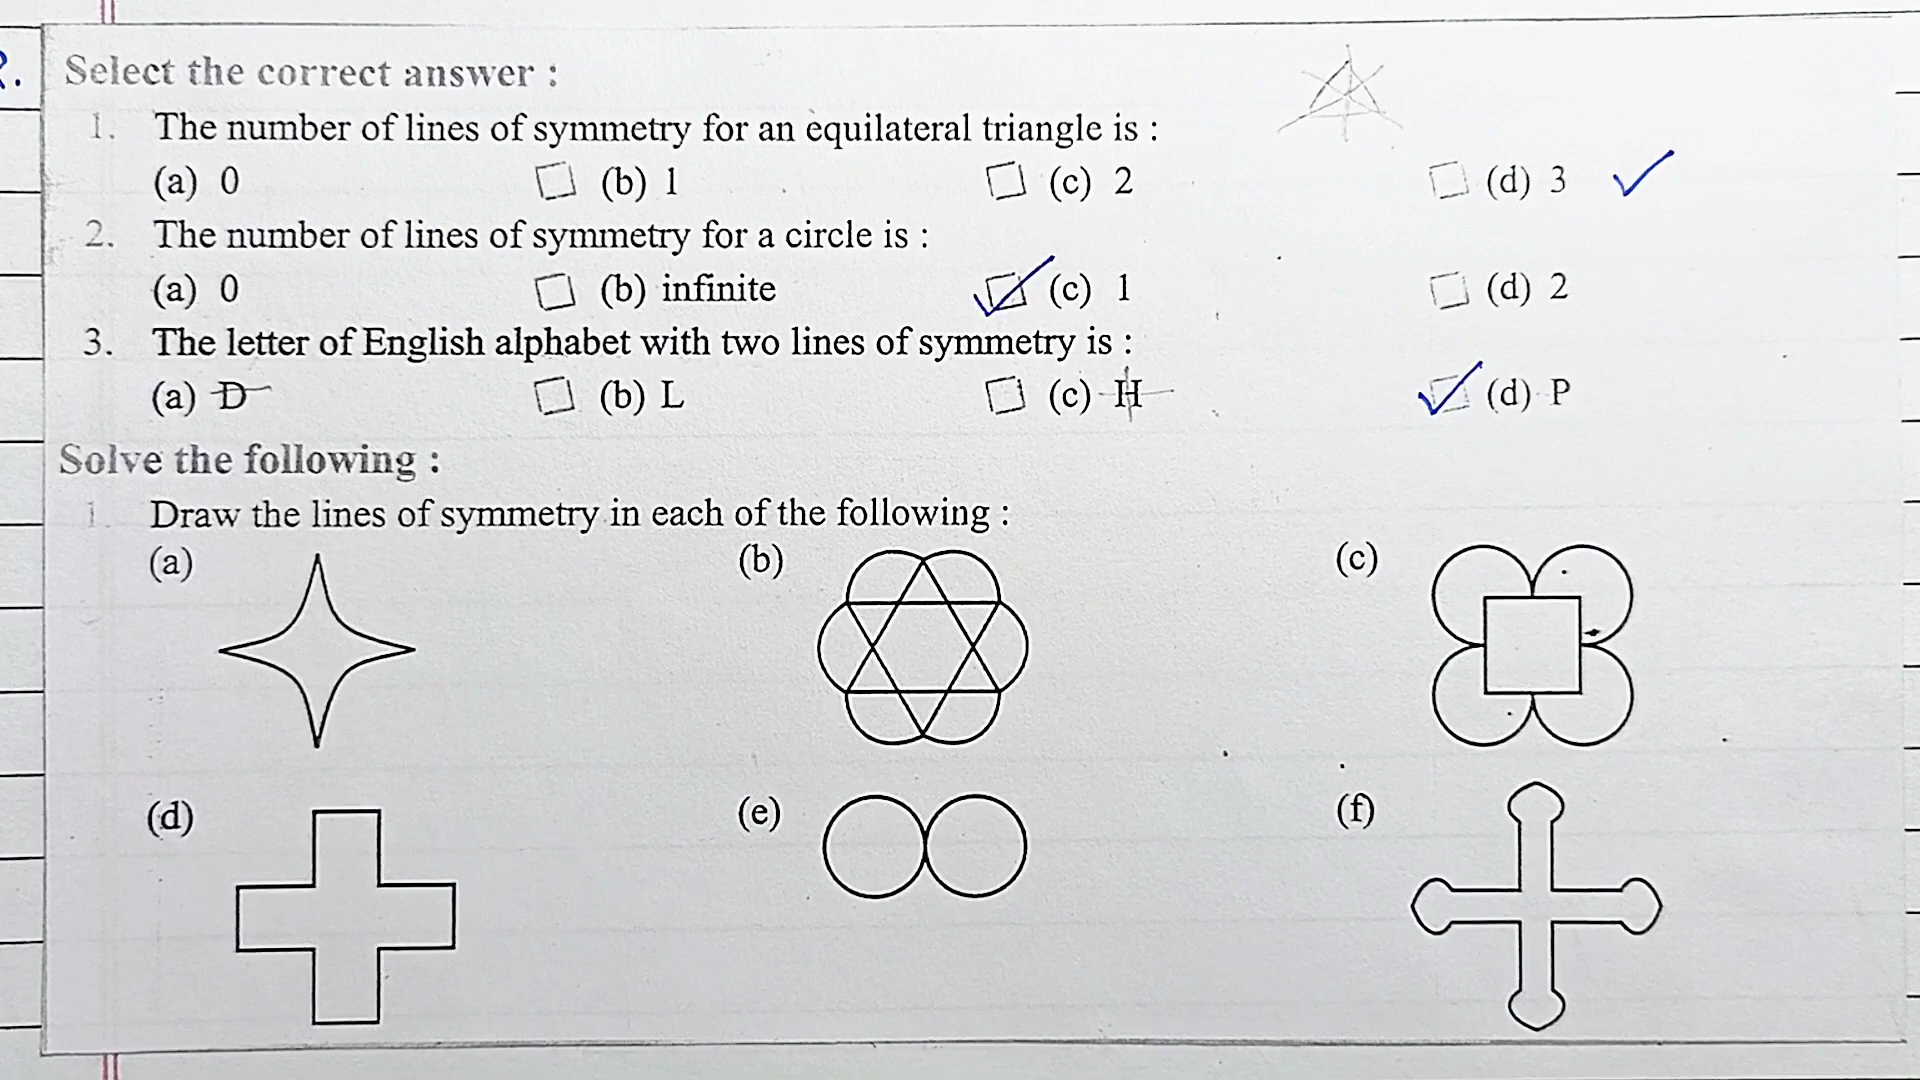 Select the correct answer :
1. The number of lines of symmetry for an equilateral triangle is :
(a) 0 (b) 1 (c) 2 (d) 3
2. The number of lines of symmetry for a circle is :
(a) 0 (b) infinite (c) 1 (d) 2
3. The letter of English alphabet with two lines of symmetry is :
(a) D (b) L (c) H (d) P
Solve the following :
1. Draw the lines of symmetry in each of the following :
(a) (b) (c)
(d) (e) (f)